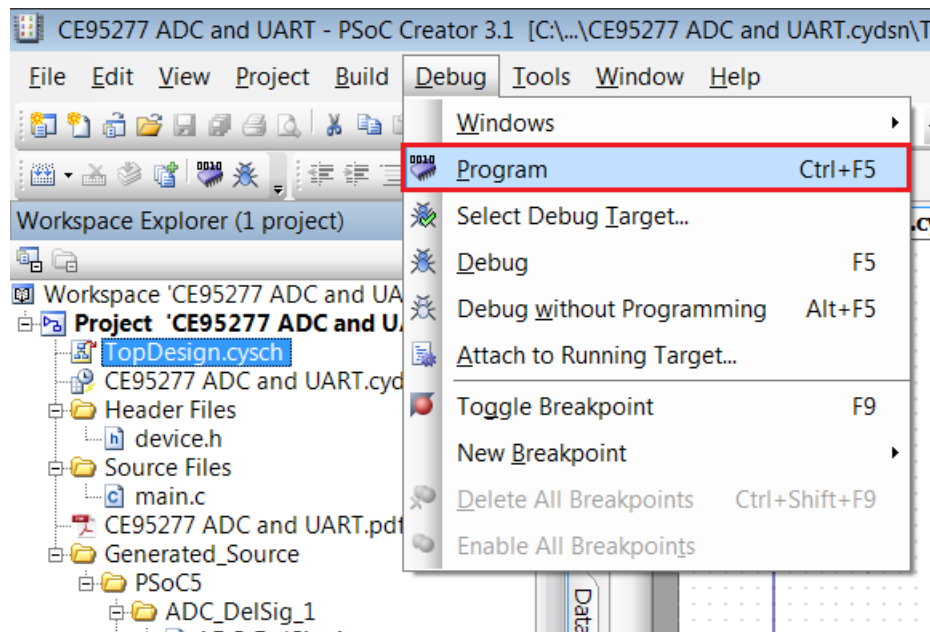 CE95277 ADC and UART - PSoC Creator 3.1 [C:\...\CE95277 ADC and UART.cydsn\T
File Edit View Project Build Debug Tools Window Help
Windows
Program Ctrl+F5
Select Debug Target...
Debug F5
Debug without Programming Alt+F5
Attach to Running Target...
Toggle Breakpoint F9
New Breakpoint
Delete All Breakpoints Ctrl+Shift+F9
Enable All Breakpoints
Workspace Explorer (1 project)
Workspace 'CE95277 ADC and UA
Project 'CE95277 ADC and U
TopDesign.cysch
CE95277 ADC and UART.cyd
Header Files
device.h
Source Files
main.c
CE95277 ADC and UART.pdf
Generated_Source
PSoC5
ADC_DelSig_1
Data